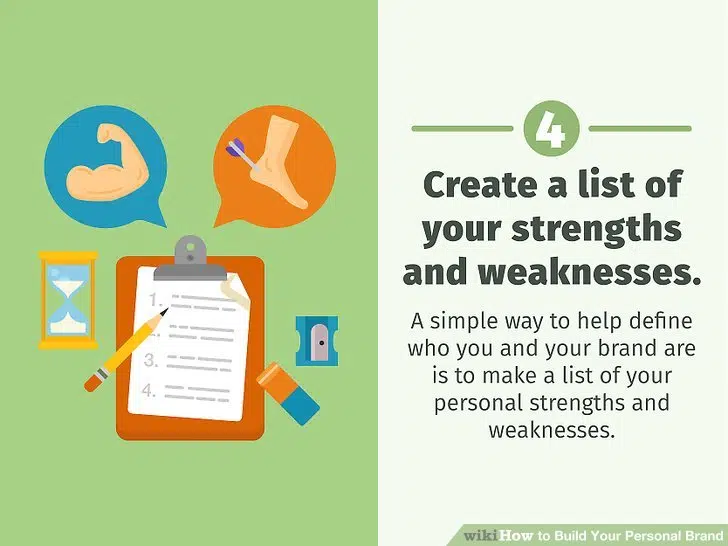 1.
2.
3.
4.
4
Create a list of
your strengths
and weaknesses.
A simple way to help define
who you and your brand are
is to make a list of your
personal strengths and
weaknesses.
wikiHow to Build Your Personal Brand